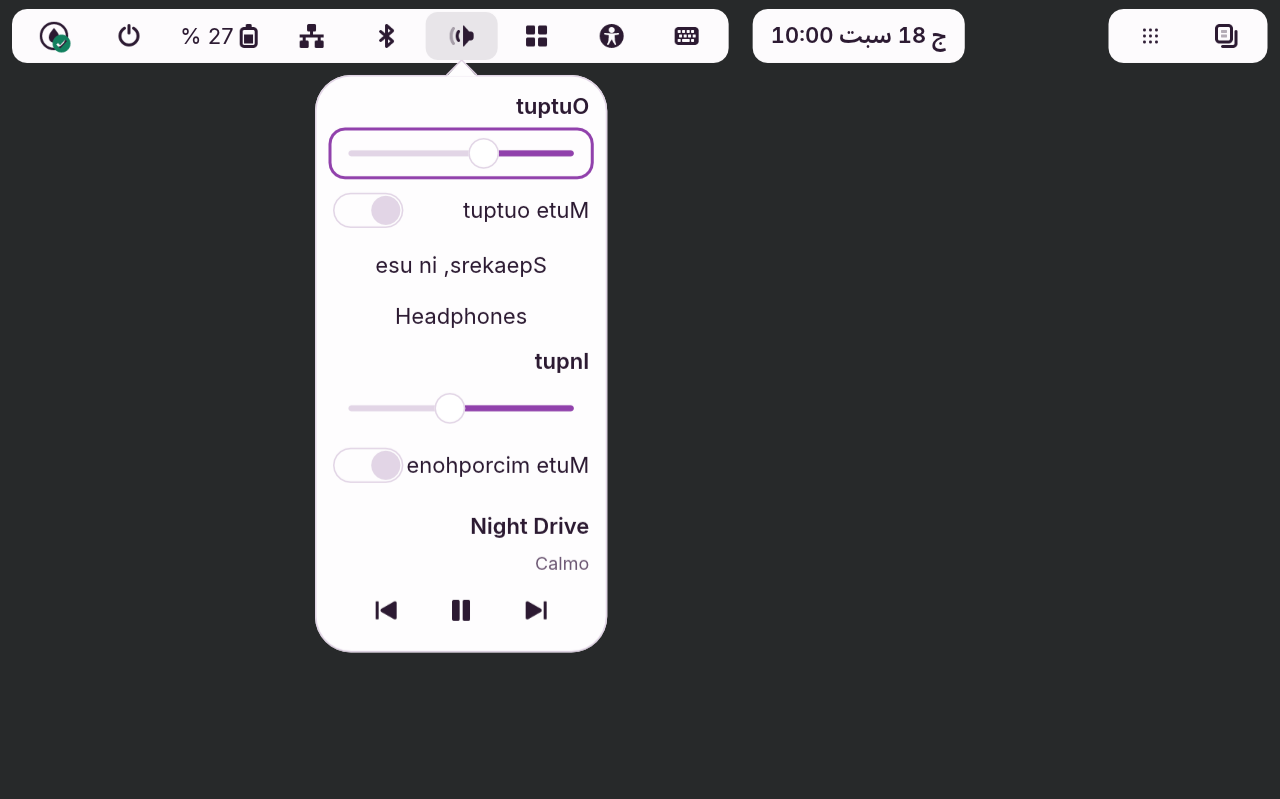 % 27
ج 18 سبت 10:00
tuptuO
tuptuo etuM
esu ni ,srekaepS
Headphones
tupnI
enohporcim etuM
Night Drive
Calmo